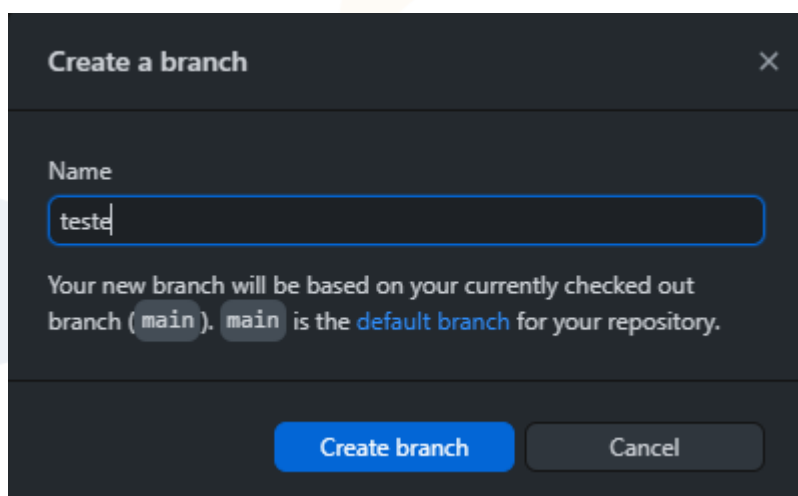 Create a branch
Name
teste
Your new branch will be based on your currently checked out
branch ( main ). main is the default branch for your repository.
Create branch
Cancel